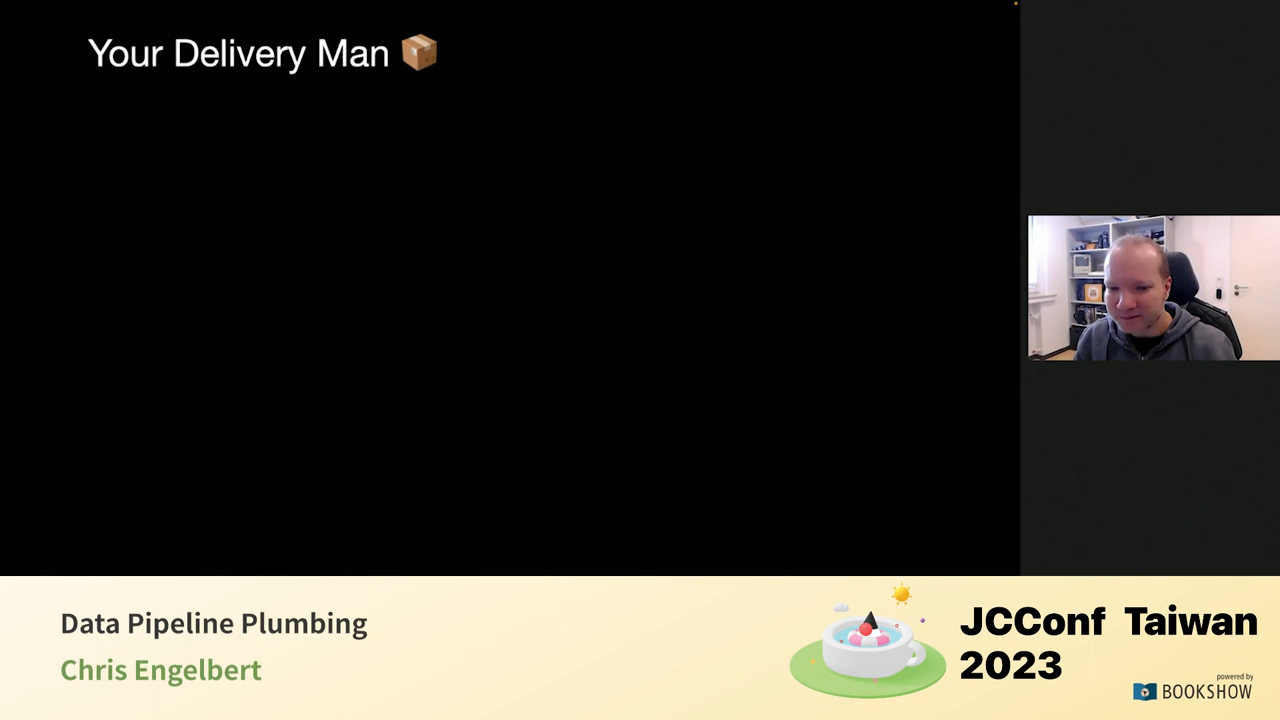 Your Delivery Man 📦
Data Pipeline Plumbing
Chris Engelbert
JCConf Taiwan
2023
powered by
BOOKSHOW